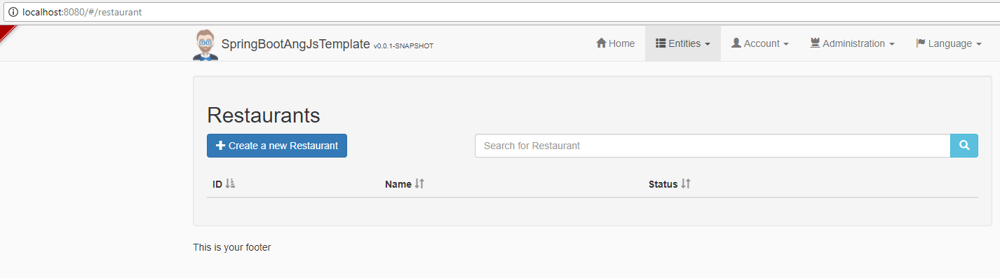 localhost:8080/#/restaurant
SpringBootAngJsTemplate v0.0.1-SNAPSHOT Home Entities Account Administration Language
Restaurants
Create a new Restaurant Search for Restaurant
ID Name Status
This is your footer